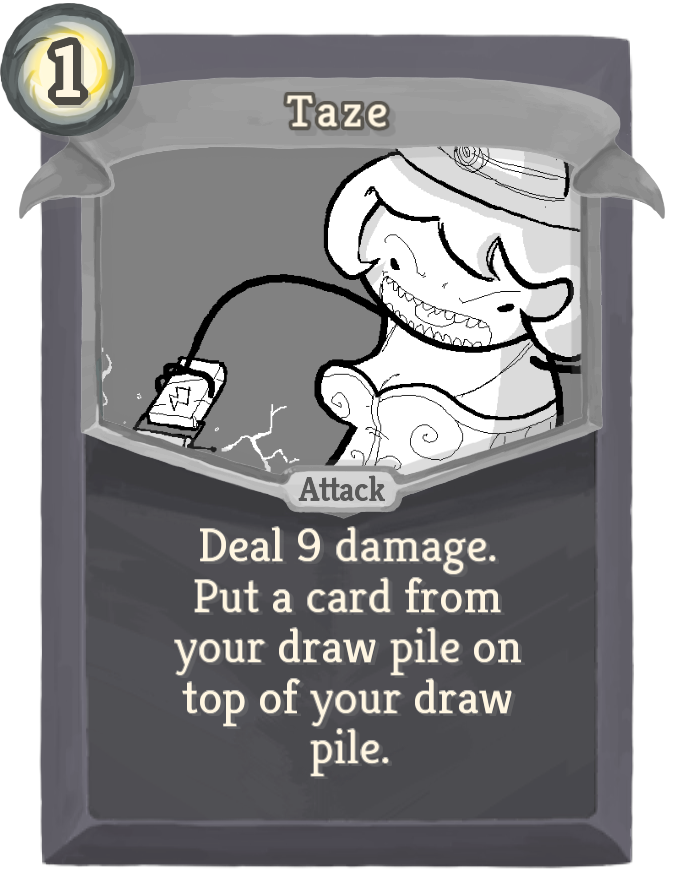 1
Taze
Attack
Deal 9 damage.
Put a card from
your draw pile on
top of your draw
pile.